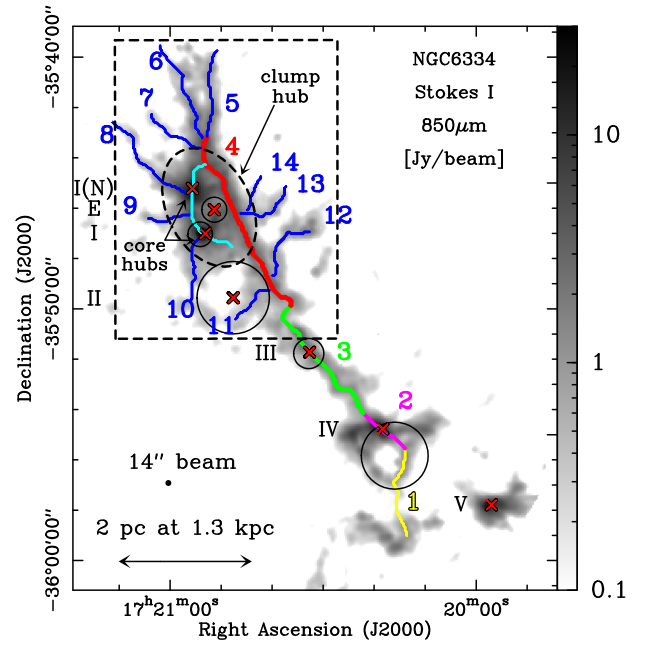 NGC6334
Stokes I
850μm
[Jy/beam]
clump
hub
6
5
7
4
8
14
13
I(N)
E
9
12
I
core
hubs
II
10
11
III
3
2
IV
14″ beam
1
V
2 pc at 1.3 kpc
−35°40′00″
−35°50′00″
−36°00′00″
Declination (J2000)
17ʰ21ᵐ00ˢ
20ᵐ00ˢ
Right Ascension (J2000)
10
1
0.1